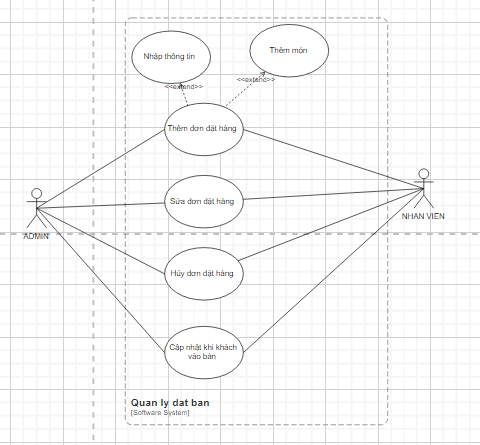 Nhập thông tin
Thêm món
<<extend>>
<<extend>>
Thêm đơn đặt hàng
Sửa đơn đặt hàng
NHAN VIEN
ADMIN
Hủy đơn đặt hàng
Cập nhật khi khách
vào bàn
Quan ly dat ban
[Software System]